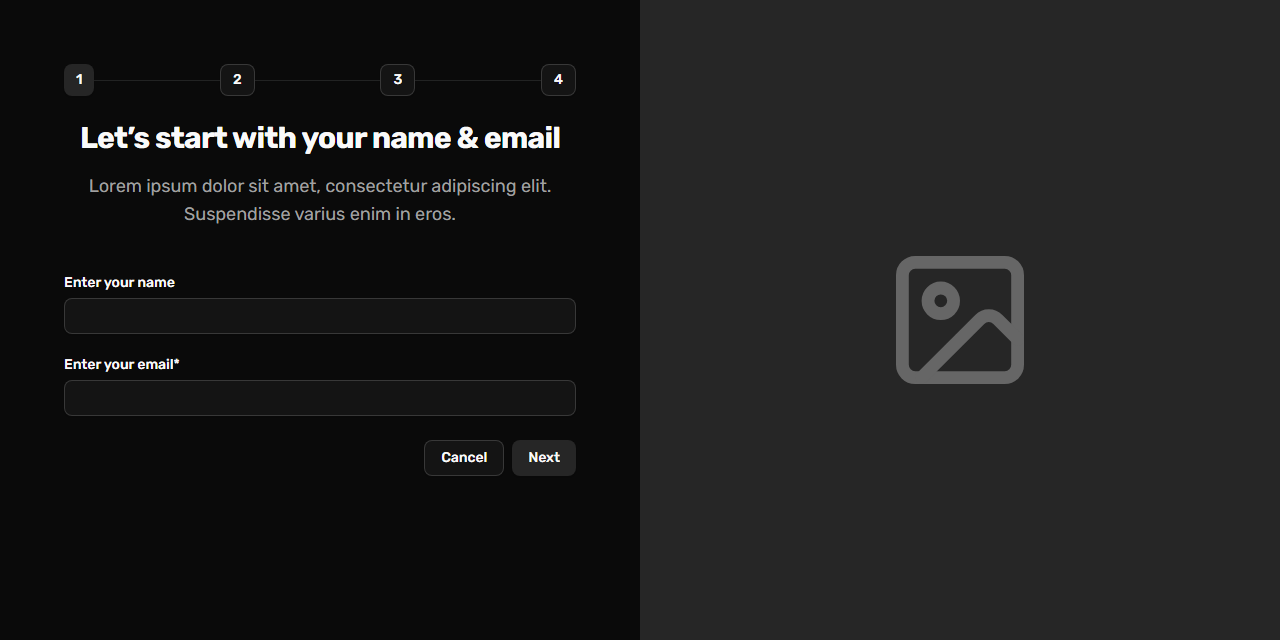 1 2 3 4
Let’s start with your name & email
Lorem ipsum dolor sit amet, consectetur adipiscing elit.
Suspendisse varius enim in eros.
Enter your name
Enter your email*
Cancel Next